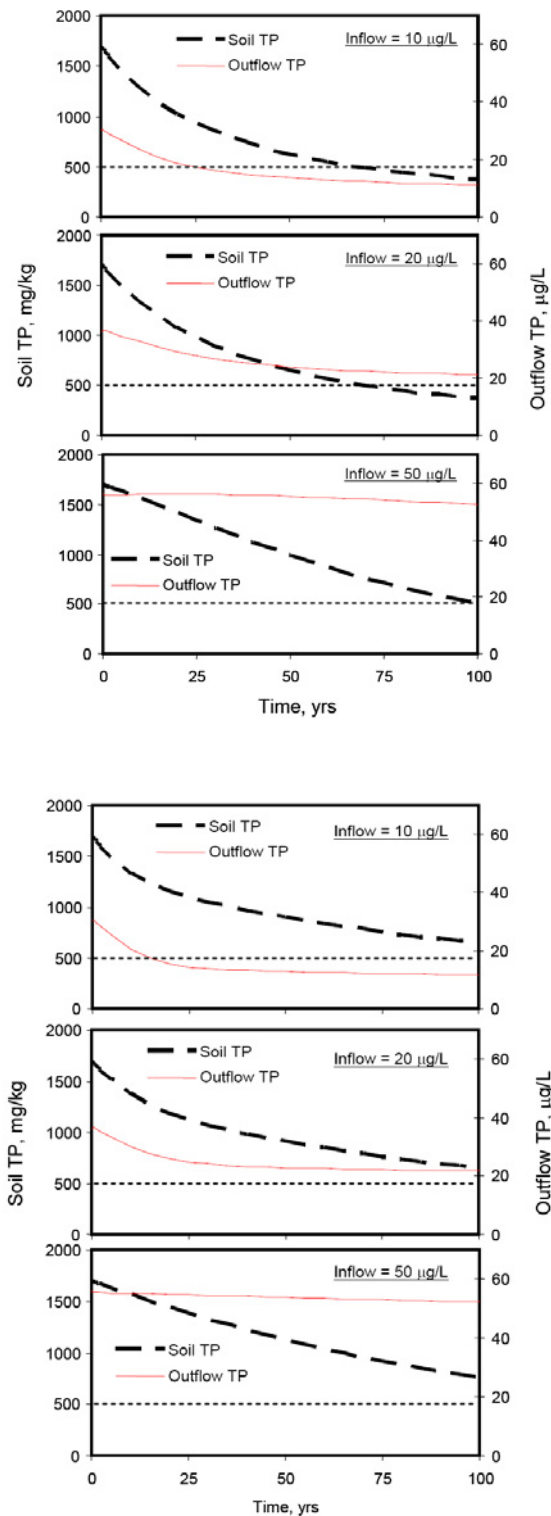 2000
1500
1000
500
0
Soil TP
Outflow TP
Inflow = 10 μg/L
60
40
20
0
2000
1500
1000
500
0
Soil TP
Outflow TP
Inflow = 20 μg/L
60
40
20
0
Soil TP, mg/kg
Outflow TP, μg/L
2000
1500
1000
500
0
Inflow = 50 μg/L
Soil TP
Outflow TP
60
40
20
0
0 25 50 75 100
Time, yrs
2000
1500
1000
500
0
Soil TP
Outflow TP
Inflow = 10 μg/L
60
40
20
0
2000
1500
1000
500
0
Soil TP
Outflow TP
Inflow = 20 μg/L
60
40
20
0
Soil TP, mg/kg
Outflow TP, μg/L
2000
1500
1000
500
0
Inflow = 50 μg/L
Soil TP
Outflow TP
60
40
20
0
0 25 50 75 100
Time, yrs